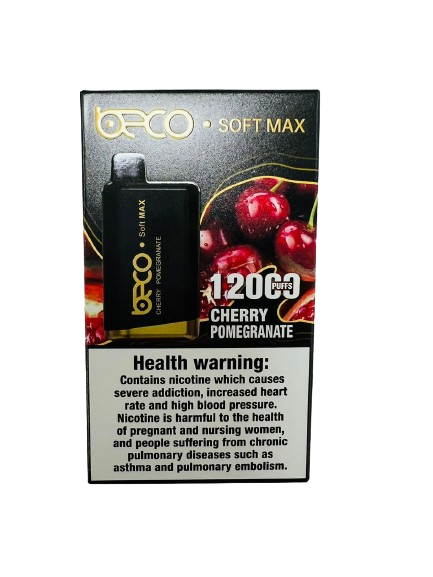 beco • SOFT MAX
beco • Soft MAX
CHERRY POMEGRANATE
12000 PUFFS
CHERRY
POMEGRANATE
Health warning:
Contains nicotine which causes
severe addiction, increased heart
rate and high blood pressure.
Nicotine is harmful to the health
of pregnant and nursing women,
and people suffering from chronic
pulmonary diseases such as
asthma and pulmonary embolism.